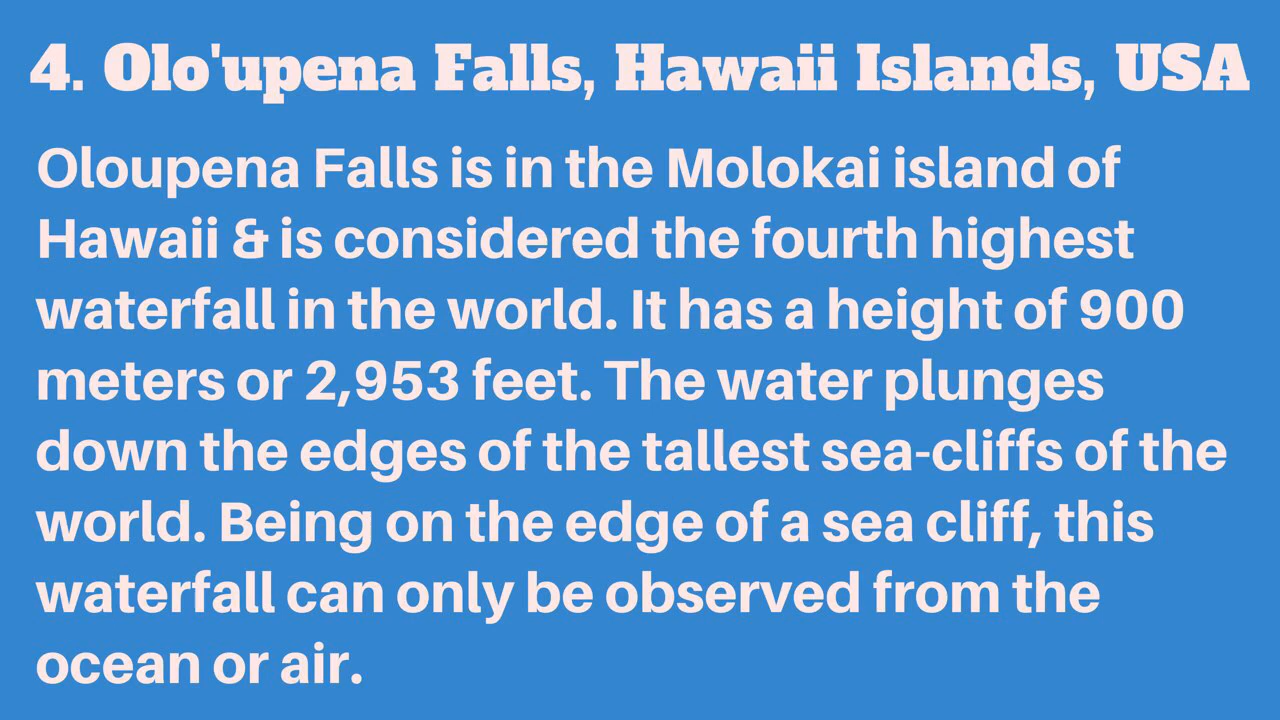 4. Olo'upena Falls, Hawaii Islands, USA
Oloupena Falls is in the Molokai island of
Hawaii & is considered the fourth highest
waterfall in the world. It has a height of 900
meters or 2,953 feet. The water plunges
down the edges of the tallest sea-cliffs of the
world. Being on the edge of a sea cliff, this
waterfall can only be observed from the
ocean or air.